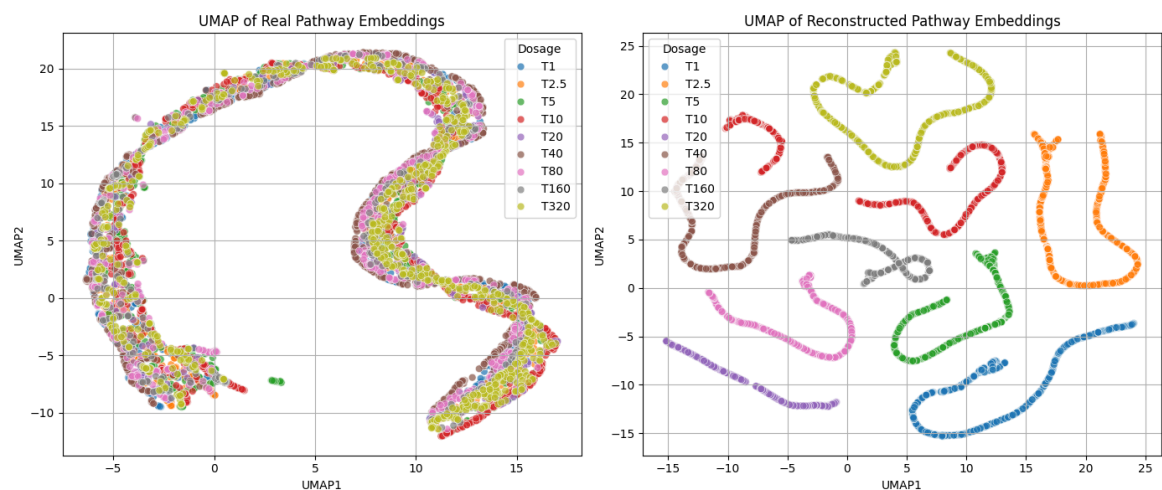 UMAP of Real Pathway Embeddings
Dosage
T1
T2.5
T5
T10
T20
T40
T80
T160
T320
20
15
10
5
0
−5
−10
UMAP2
−5
0
5
10
15
UMAP1
UMAP of Reconstructed Pathway Embeddings
Dosage
T1
T2.5
T5
T10
T20
T40
T80
T160
T320
25
20
15
10
5
0
−5
−10
−15
UMAP2
−15
−10
−5
0
5
10
15
20
25
UMAP1